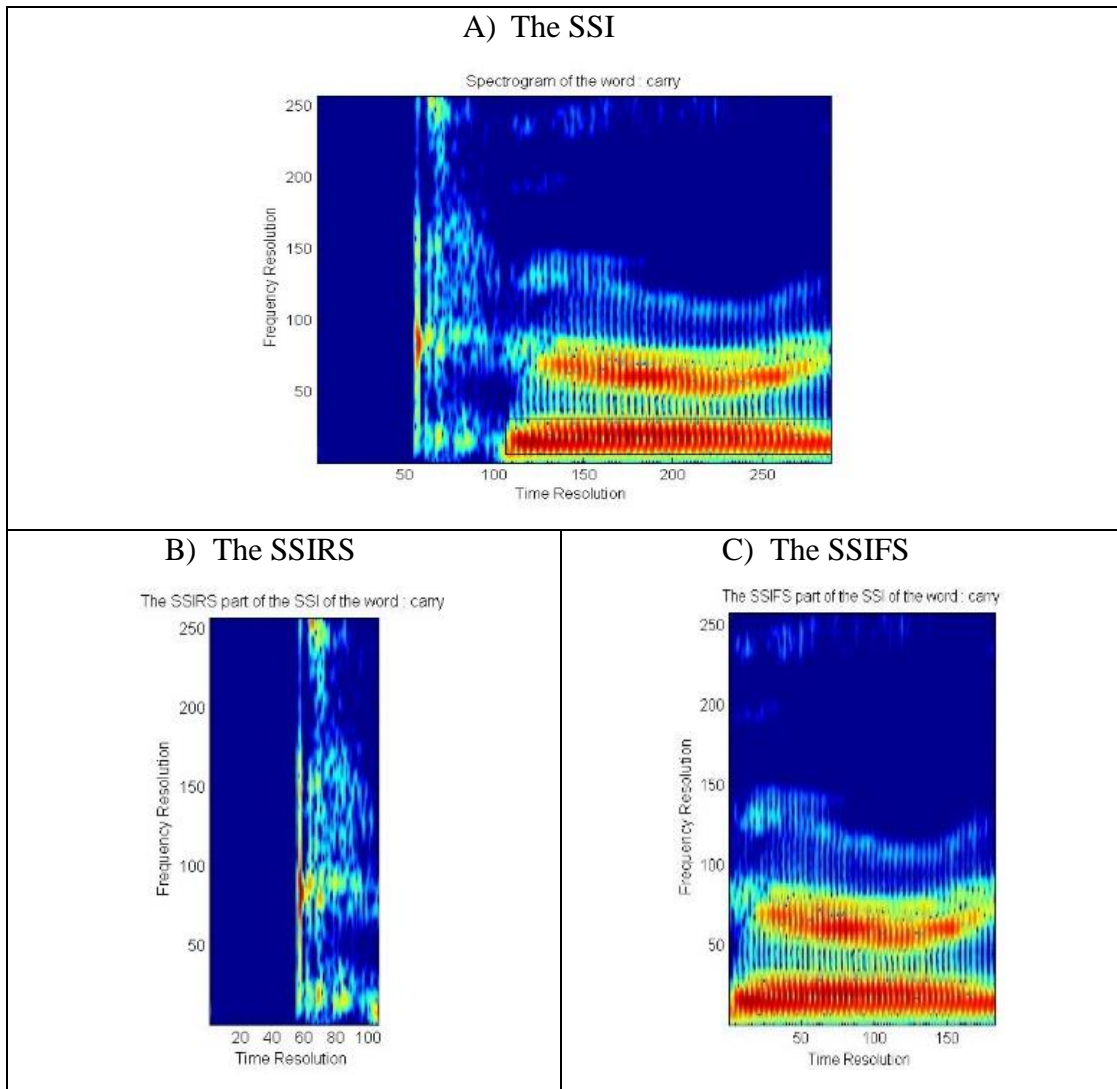 A) The SSI
Spectrogram of the word : carry
250
200
150
100
50
Frequency Resolution
50 100 150 200 250
Time Resolution
B) The SSIRS
The SSIRS part of the SSI of the word : carry
250
200
150
100
50
Frequency Resolution
20 40 60 80 100
Time Resolution
C) The SSIFS
The SSIFS part of the SSI of the word : carry
250
200
150
100
50
Frequency Resolution
50 100 150
Time Resolution